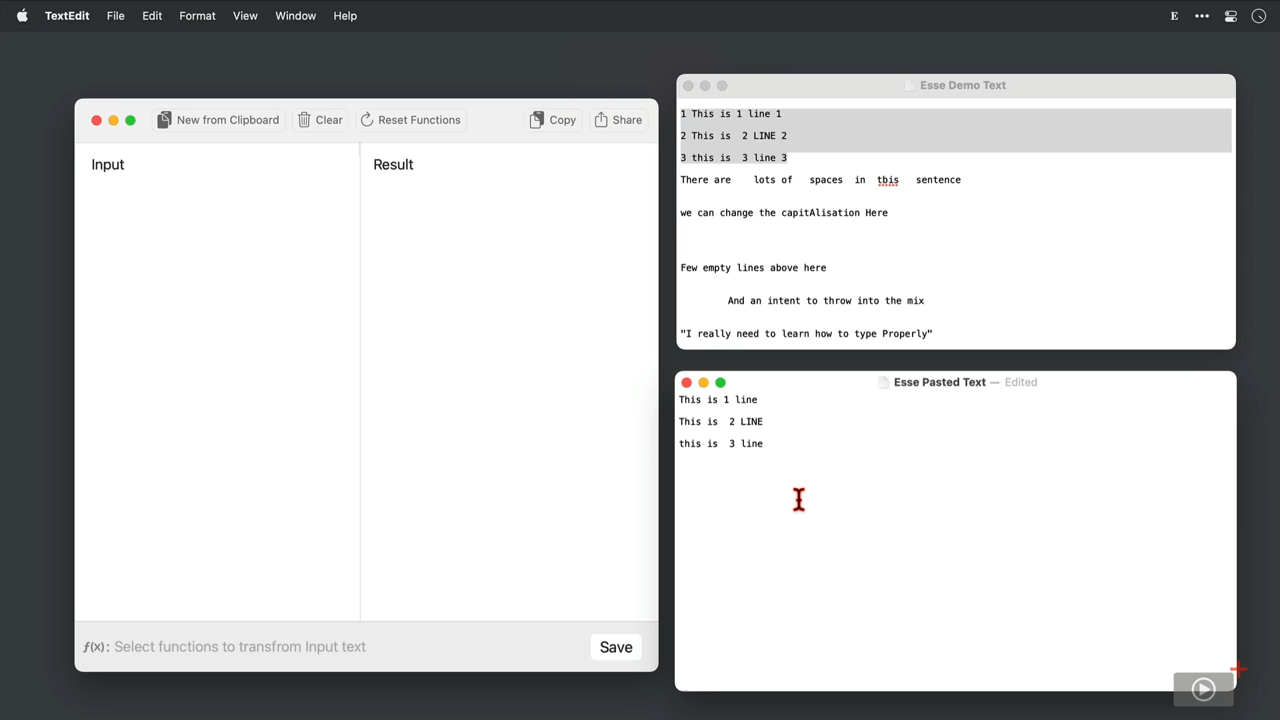 TextEdit File Edit Format View Window Help E
New from Clipboard Clear Reset Functions Copy Share
Input Result
ƒ(x): Select functions to transfrom Input text Save
Esse Demo Text
1 This is 1 line 1
2 This is  2 LINE 2
3 this is  3 line 3
There are    lots of   spaces  in  tbis   sentence
we can change the capitAlisation Here
Few empty lines above here
And an intent to throw into the mix
"I really need to learn how to type Properly"
Esse Pasted Text — Edited
This is 1 line
This is  2 LINE
this is  3 line